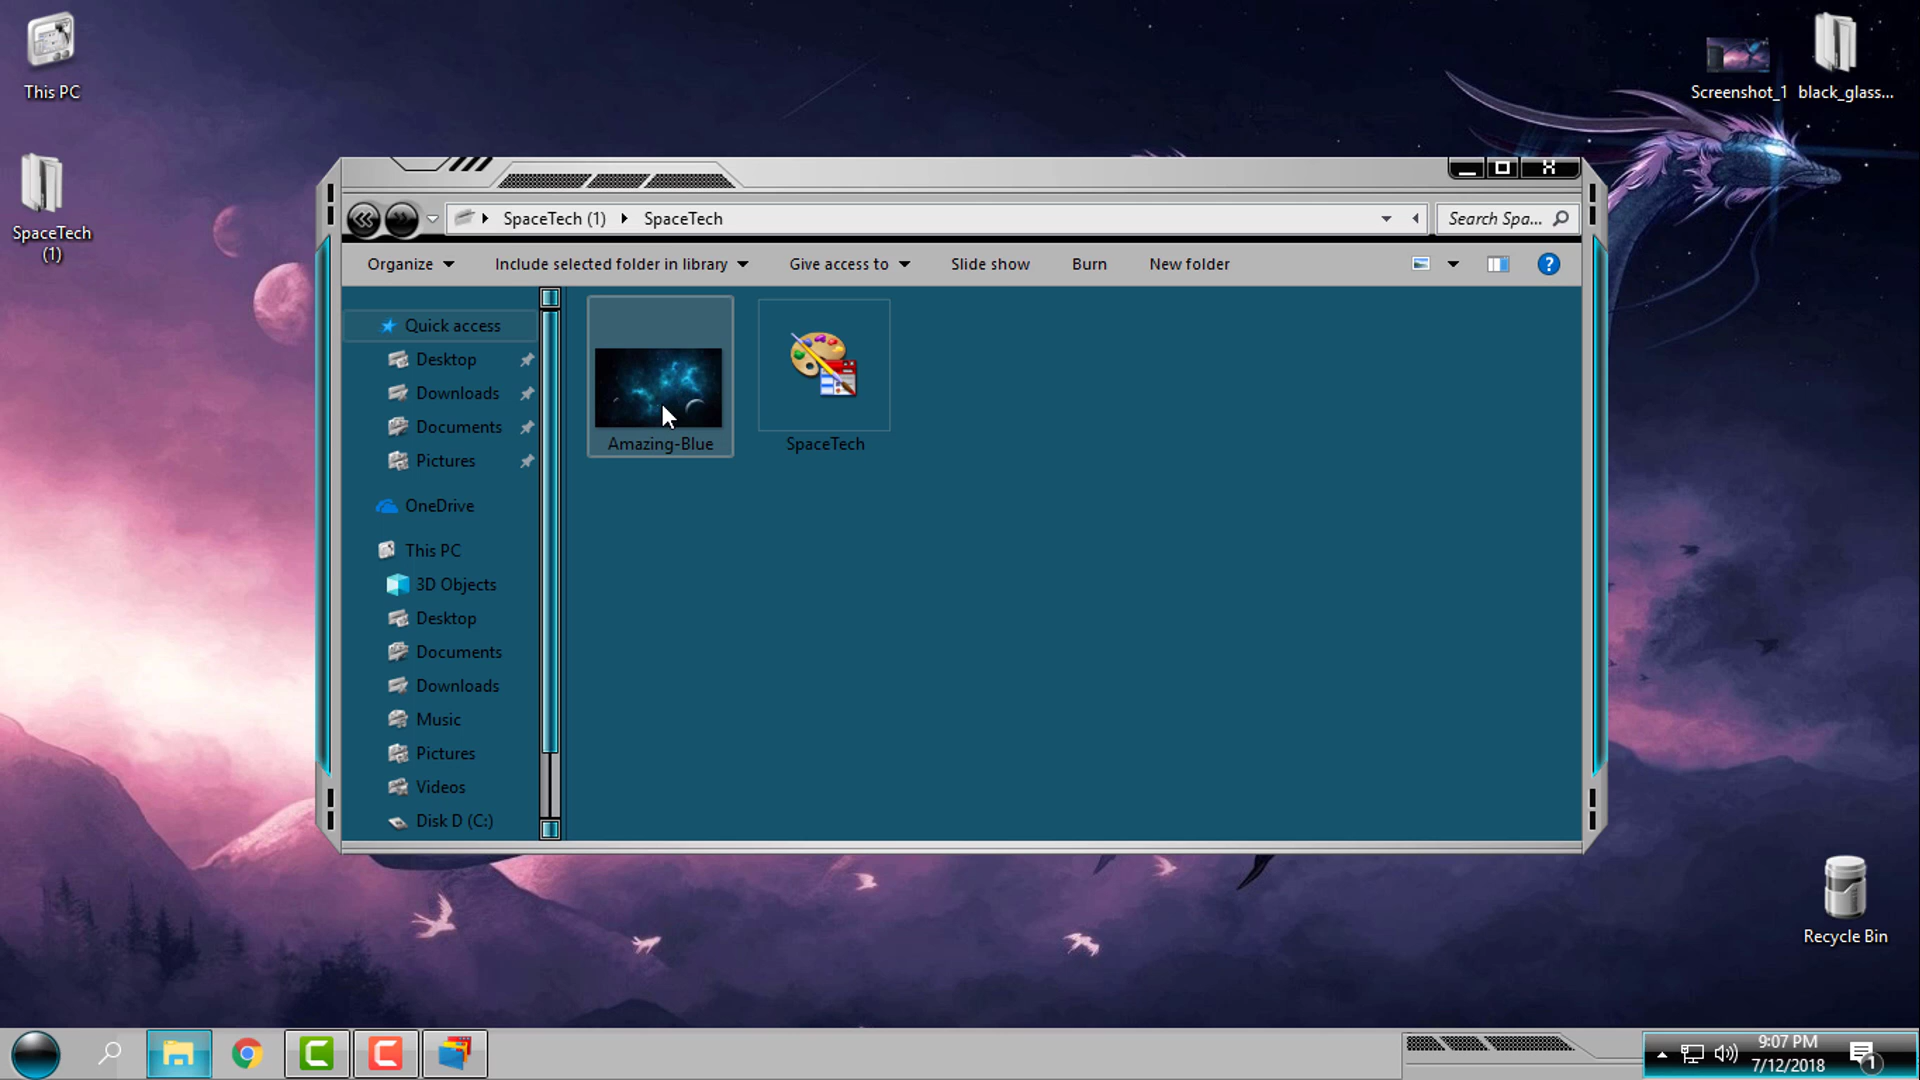 This PC
SpaceTech
(1)
Screenshot_1
black_glass...
SpaceTech (1)
SpaceTech
Search Spa...
Organize
Include selected folder in library
Give access to
Slide show
Burn
New folder
?
Quick access
Desktop
Downloads
Documents
Pictures
OneDrive
This PC
3D Objects
Desktop
Documents
Downloads
Music
Pictures
Videos
Disk D (C:)
Amazing-Blue
SpaceTech
Recycle Bin
9:07 PM
7/12/2018
1